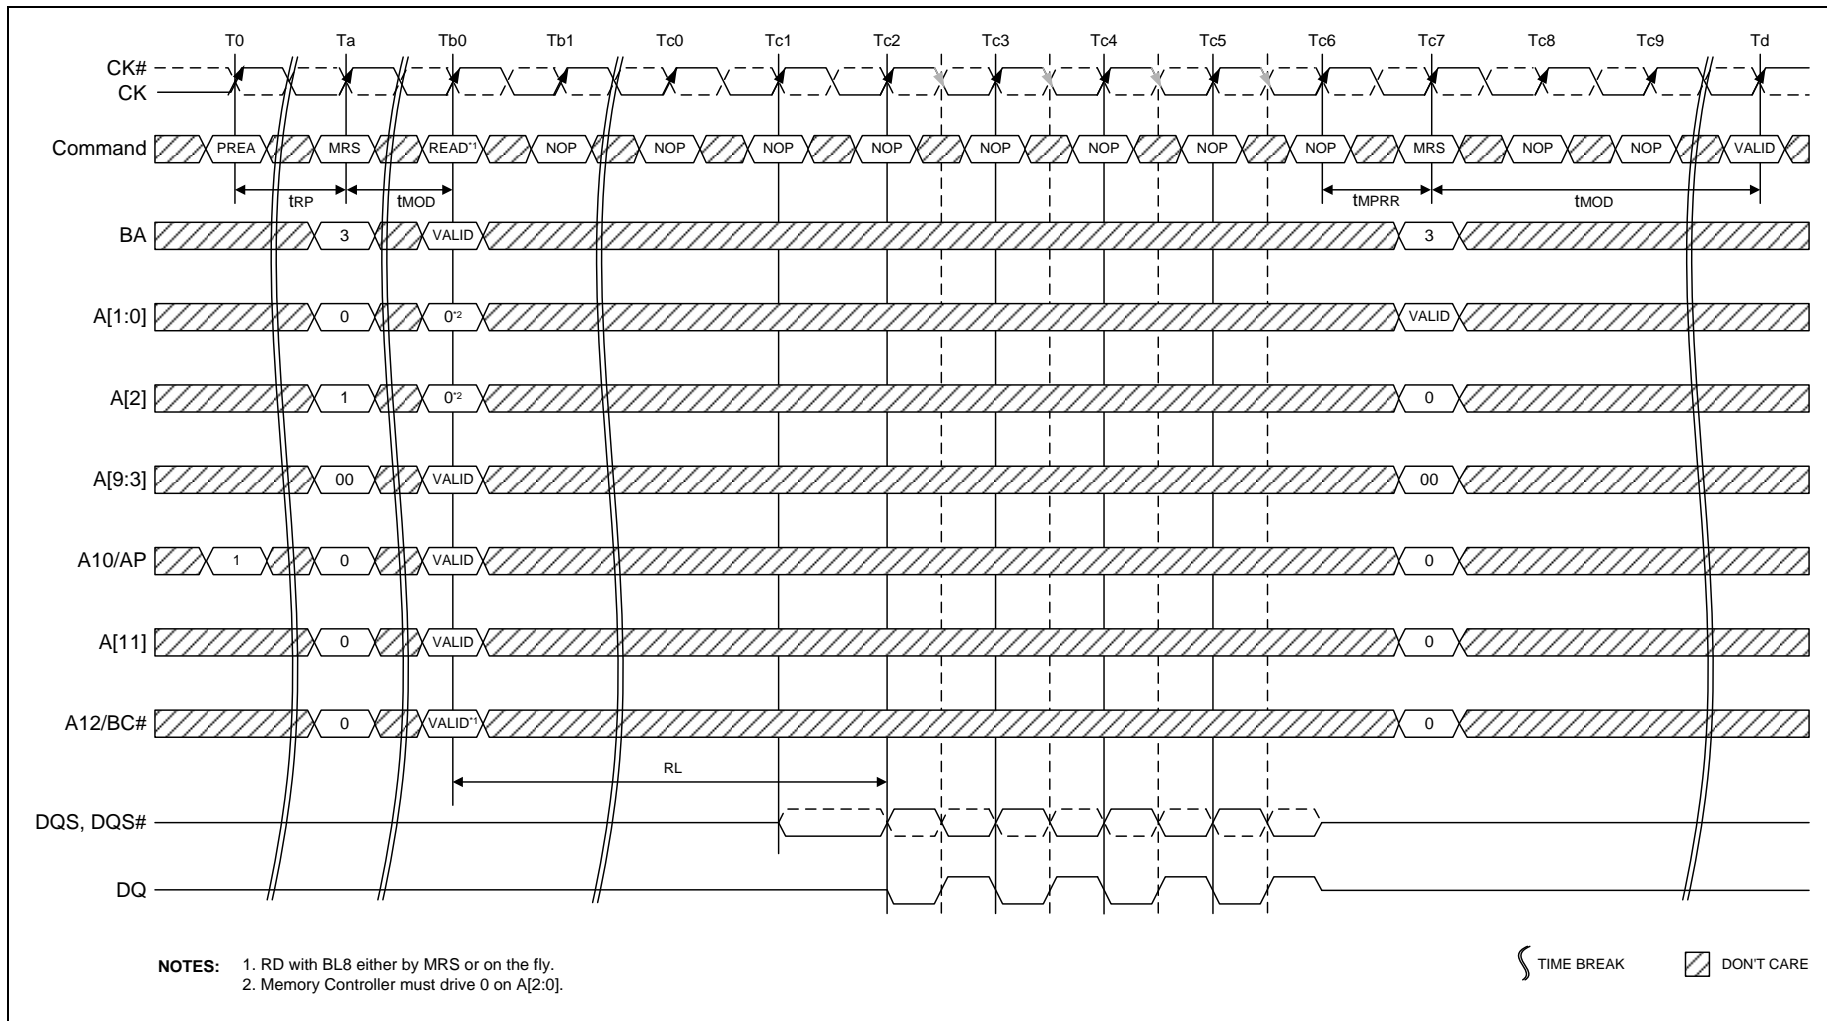 T0 Ta Tb0 Tb1 Tc0 Tc1 Tc2 Tc3 Tc4 Tc5 Tc6 Tc7 Tc8 Tc9 Td
CK#
CK
Command PREA MRS READ*1 NOP NOP NOP NOP NOP NOP NOP NOP MRS NOP NOP VALID
tRP tMOD tMPRR tMOD
BA 3 VALID 3
A[1:0] 0 0*2 VALID
A[2] 1 0*2 0
A[9:3] 00 VALID 00
A10/AP 1 0 VALID 0
A[11] 0 VALID 0
A12/BC# 0 VALID*1 0
RL
DQS, DQS#
DQ
NOTES: 1. RD with BL8 either by MRS or on the fly.
2. Memory Controller must drive 0 on A[2:0].
TIME BREAK DON'T CARE